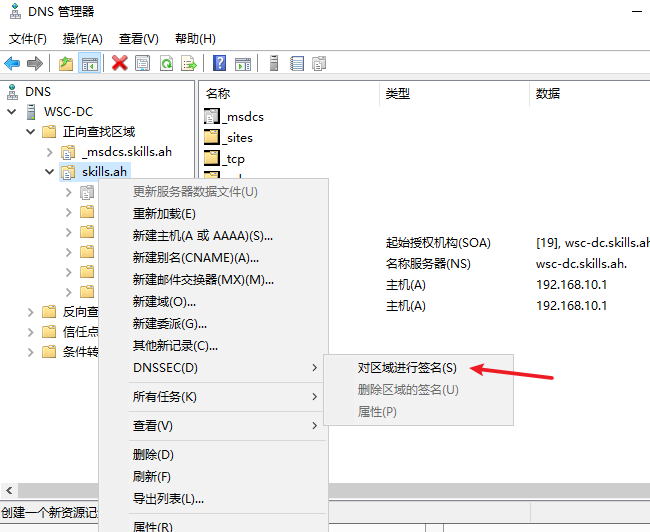 DNS 管理器
文件(F) 操作(A) 查看(V) 帮助(H)
DNS
WSC-DC
正向查找区域
_msdcs.skills.ah
skills.ah
反向查
信任点
条件转
名称 类型 数据
_msdcs
_sites
_tcp
起始授权机构(SOA) [19], wsc-dc.skills.ah
名称服务器(NS) wsc-dc.skills.ah.
主机(A) 192.168.10.1
主机(A) 192.168.10.1
更新服务器数据文件(U)
重新加载(E)
新建主机(A 或 AAAA)(S)...
新建别名(CNAME)(A)...
新建邮件交换器(MX)(M)...
新建域(O)...
新建委派(G)...
其他新记录(C)...
DNSSEC(D)
所有任务(K)
查看(V)
删除(D)
刷新(F)
导出列表(L)...
属性(R)
对区域进行签名(S)
删除区域的签名(U)
属性(P)
创建一个新资源记